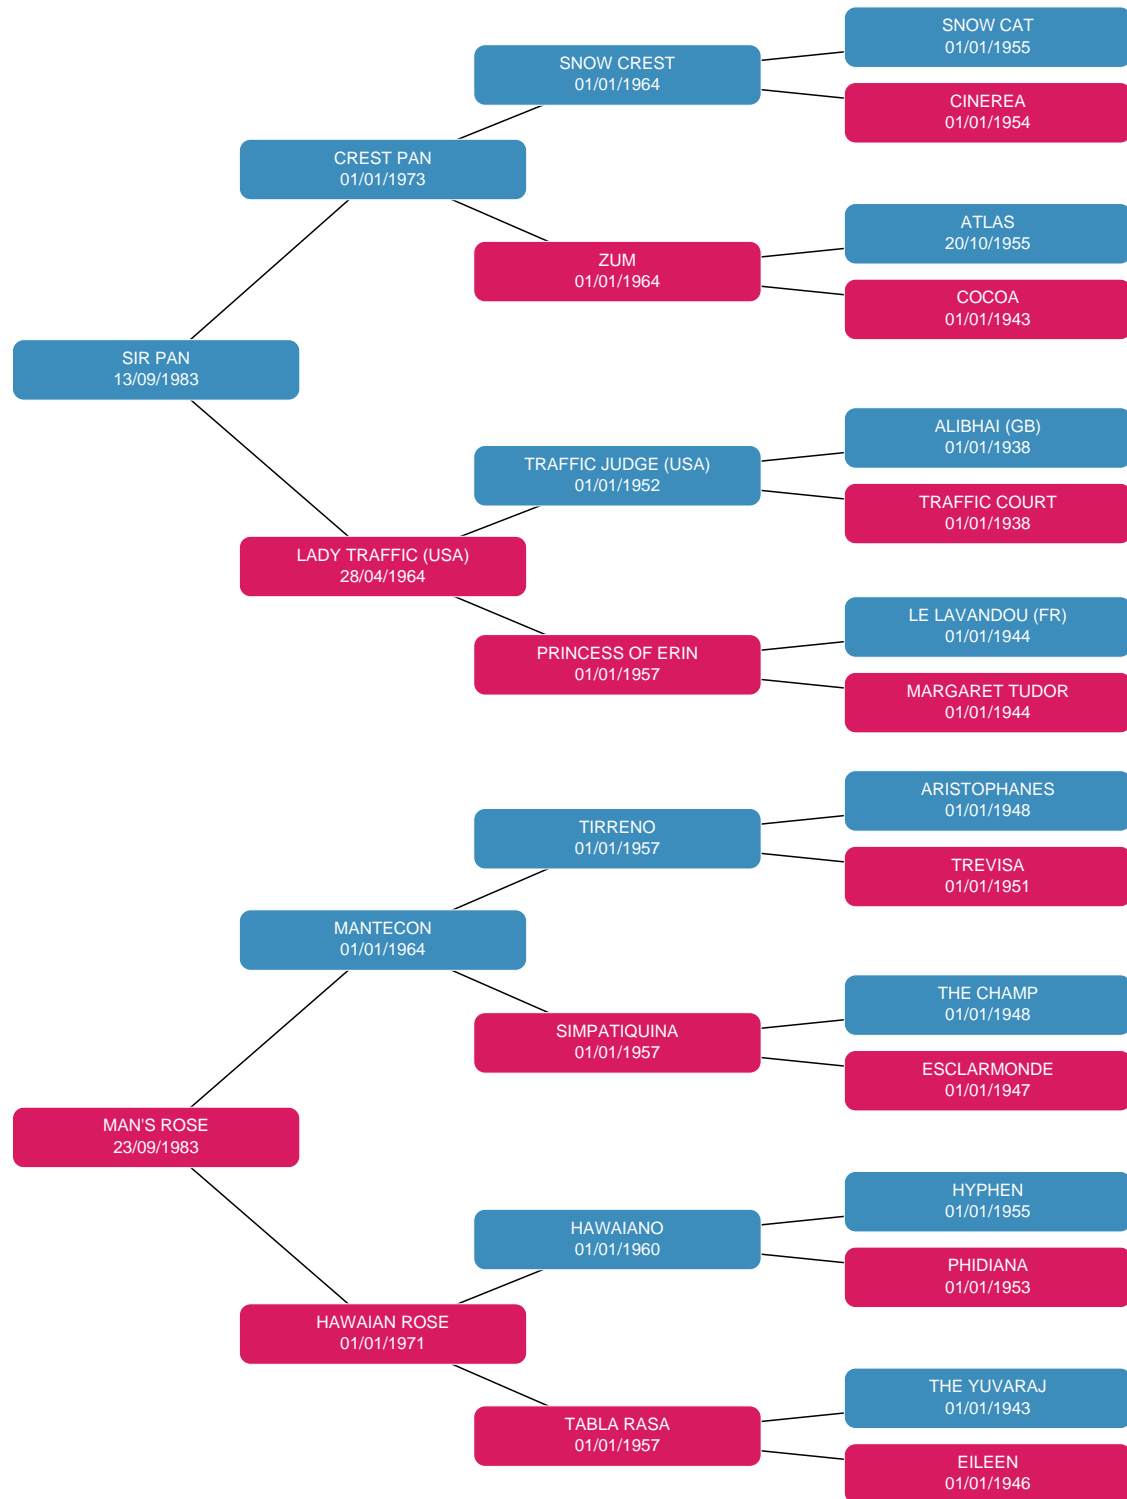 SNOW CAT
01/01/1955
SNOW CREST
01/01/1964
CINEREA
01/01/1954
CREST PAN
01/01/1973
ATLAS
20/10/1955
ZUM
01/01/1964
COCOA
01/01/1943
SIR PAN
13/09/1983
ALIBHAI (GB)
01/01/1938
TRAFFIC JUDGE (USA)
01/01/1952
TRAFFIC COURT
01/01/1938
LADY TRAFFIC (USA)
28/04/1964
LE LAVANDOU (FR)
01/01/1944
PRINCESS OF ERIN
01/01/1957
MARGARET TUDOR
01/01/1944
ARISTOPHANES
01/01/1948
TIRRENO
01/01/1957
TREVISA
01/01/1951
MANTECON
01/01/1964
THE CHAMP
01/01/1948
SIMPATIQUINA
01/01/1957
ESCLARMONDE
01/01/1947
MAN'S ROSE
23/09/1983
HYPHEN
01/01/1955
HAWAIANO
01/01/1960
PHIDIANA
01/01/1953
HAWAIAN ROSE
01/01/1971
THE YUVARAJ
01/01/1943
TABLA RASA
01/01/1957
EILEEN
01/01/1946